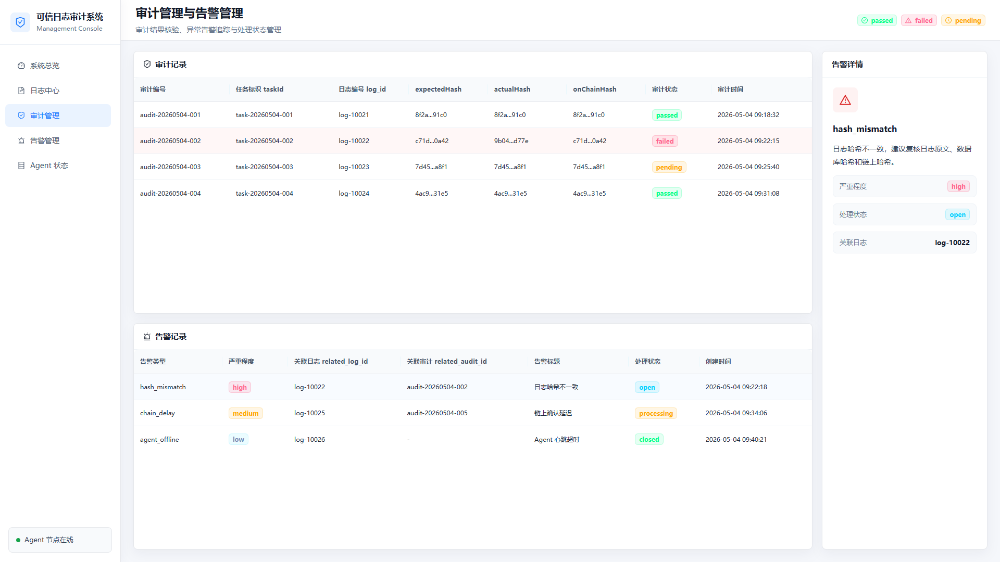 可信日志审计系统
Management Console
系统总览
日志中心
审计管理
告警管理
Agent 状态
Agent 节点在线
审计管理与告警管理
审计结果核验、异常告警追踪与处理状态管理
passed failed pending
审计记录
审计编号 任务标识 taskId 日志编号 log_id expectedHash actualHash onChainHash 审计状态 审计时间
audit-20260504-001 task-20260504-001 log-10021 8f2a...91c0 8f2a...91c0 8f2a...91c0 passed 2026-05-04 09:18:32
audit-20260504-002 task-20260504-002 log-10022 c71d...0a42 9b04...d77e c71d...0a42 failed 2026-05-04 09:22:15
audit-20260504-003 task-20260504-003 log-10023 7d45...a8f1 7d45...a8f1 7d45...a8f1 pending 2026-05-04 09:25:40
audit-20260504-004 task-20260504-004 log-10024 4ac9...31e5 4ac9...31e5 4ac9...31e5 passed 2026-05-04 09:31:08
告警记录
告警类型 严重程度 关联日志 related_log_id 关联审计 related_audit_id 告警标题 处理状态 创建时间
hash_mismatch high log-10022 audit-20260504-002 日志哈希不一致 open 2026-05-04 09:22:18
chain_delay medium log-10025 audit-20260504-005 链上确认延迟 processing 2026-05-04 09:34:06
agent_offline low log-10026 - Agent 心跳超时 closed 2026-05-04 09:40:21
告警详情
hash_mismatch
日志哈希不一致，建议复核日志原文、数据
库哈希和链上哈希。
严重程度 high
处理状态 open
关联日志 log-10022